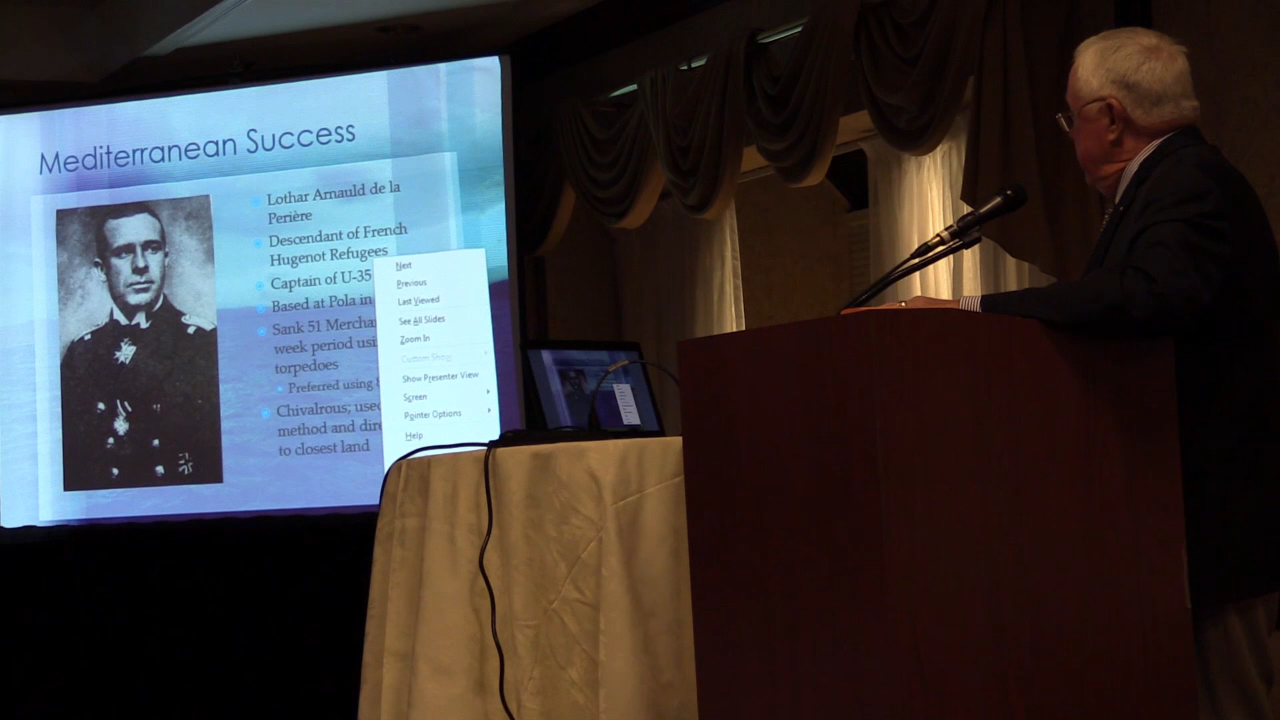 Mediterranean Success
Lothar Arnauld de la
Perière
Descendant of French
Hugenot Refugees
Captain of U-35
Based at Pola in
Sank 51 Mercha
week period usi
torpedoes
Preferred using
Chivalrous; used
method and dire
to closest land
Next
Previous
Last Viewed
See All Slides
Zoom In
Custom Show
Show Presenter View
Screen
Pointer Options
Help